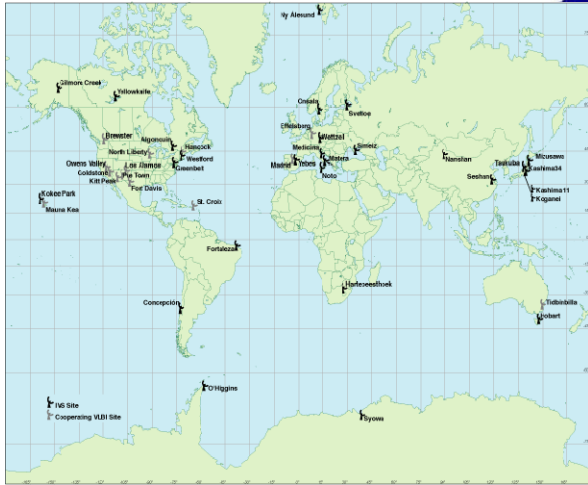 Ny Alesund
Gilmore Creek
Yellowknife
Onsala
Svetloe
Effelsberg
Brewster
Algonquin
Wettzel
North Liberty
Hancock
Medicina
Simeiz
Westford
Owens Valley
Los Alamos
Matera
Nanshan
Tsukuba
Mizusawa
Madrid
Yebes
Goldstone
Pie Town
Greenbelt
Kashima34
Kitt Peak
Noto
Seshan
Fort Davis
Kashima11
Kokee Park
Koganei
Mauna Kea
St. Croix
Fortaleza
Hartebeesthoek
Concepción
Tidbinbilla
Hobart
O'Higgins
IVS Site
Cooperating VLBI Site
Syowa